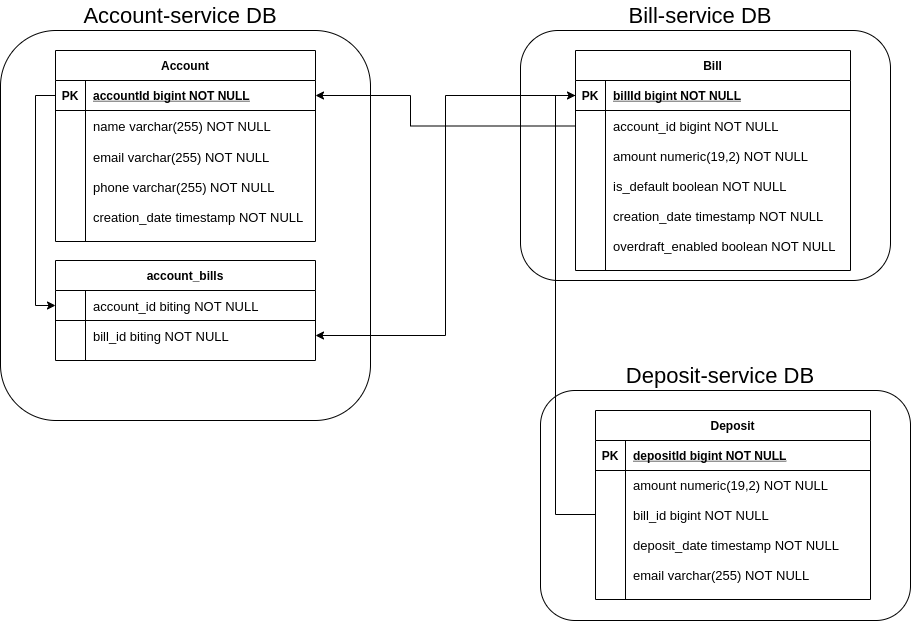 Account-service DB
Account
PK accountId bigint NOT NULL
name varchar(255) NOT NULL
email varchar(255) NOT NULL
phone varchar(255) NOT NULL
creation_date timestamp NOT NULL
account_bills
account_id biting NOT NULL
bill_id biting NOT NULL
Bill-service DB
Bill
PK billId bigint NOT NULL
account_id bigint NOT NULL
amount numeric(19,2) NOT NULL
is_default boolean NOT NULL
creation_date timestamp NOT NULL
overdraft_enabled boolean NOT NULL
Deposit-service DB
Deposit
PK depositId bigint NOT NULL
amount numeric(19,2) NOT NULL
bill_id bigint NOT NULL
deposit_date timestamp NOT NULL
email varchar(255) NOT NULL